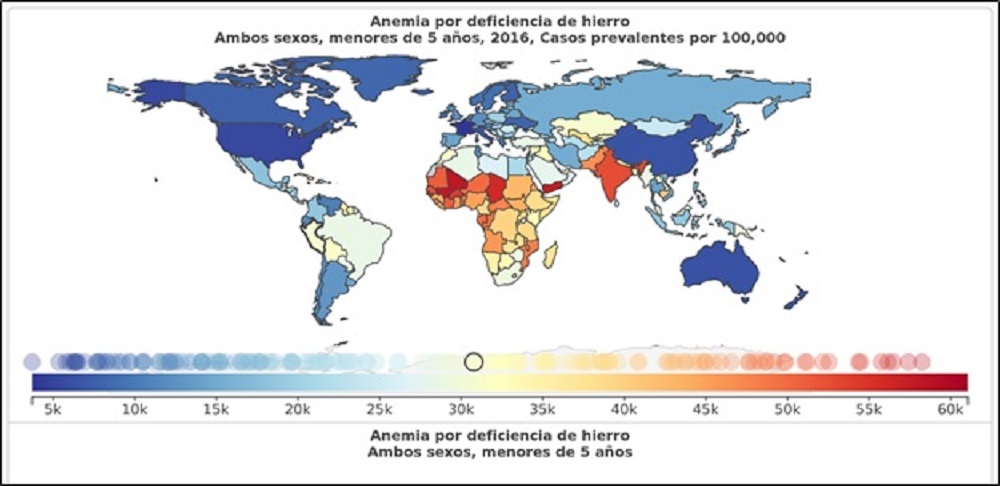 Anemia por deficiencia de hierro
Ambos sexos, menores de 5 años, 2016, Casos prevalentes por 100,000
5k 10k 15k 20k 25k 30k 35k 40k 45k 50k 55k 60k
Anemia por deficiencia de hierro
Ambos sexos, menores de 5 años